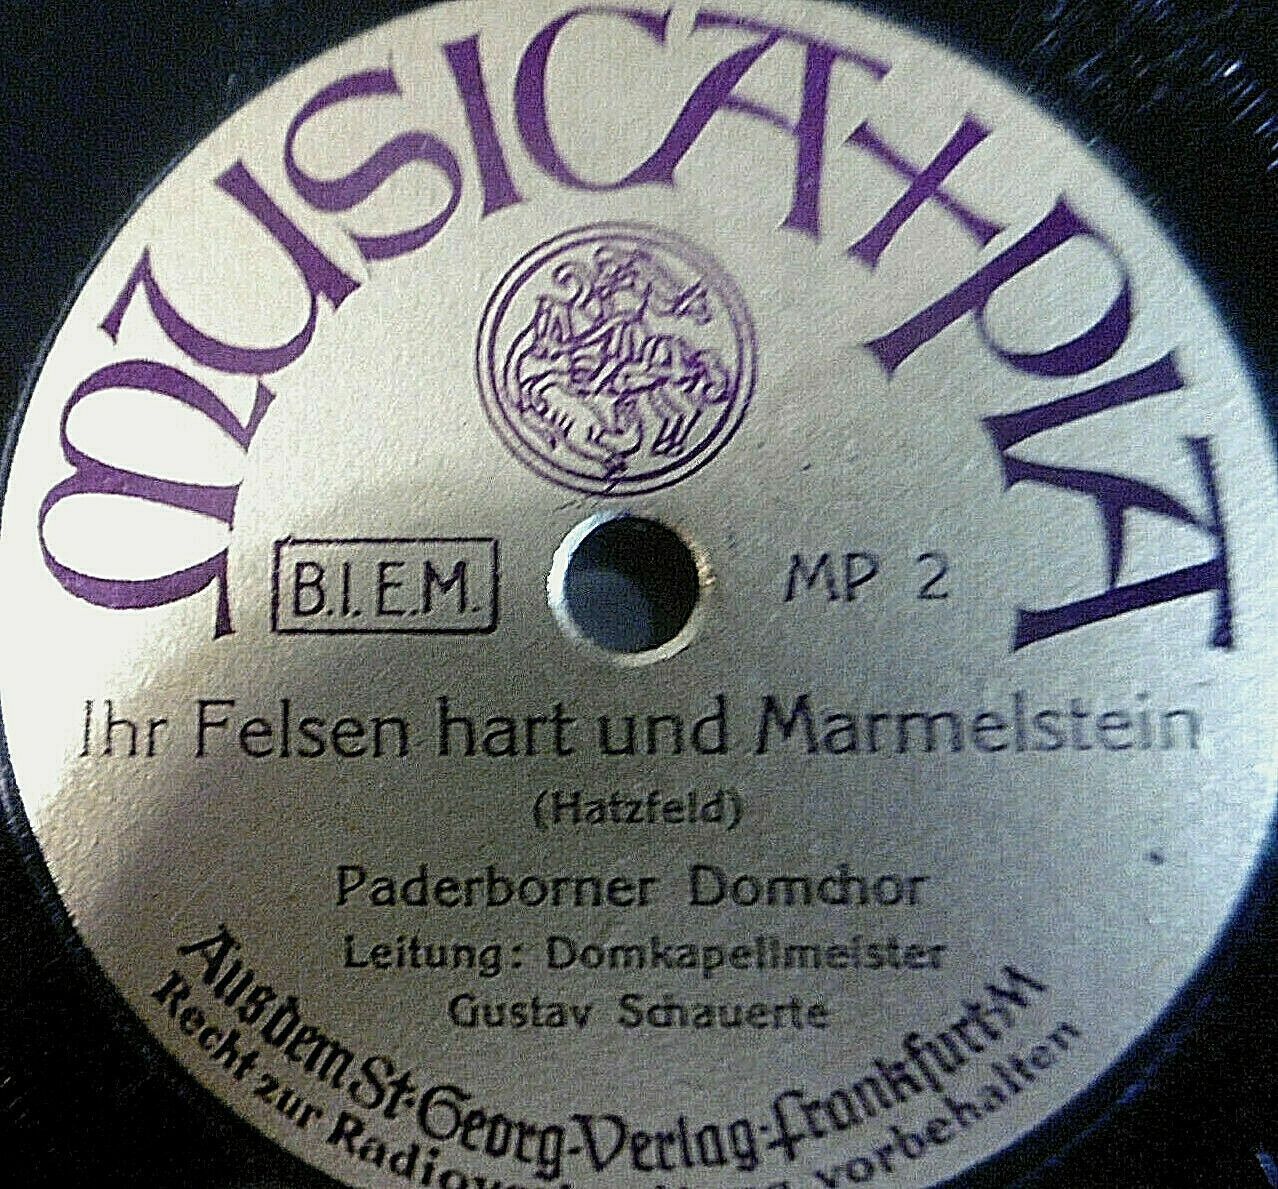 MUSICA + PIA
B.I.E.M.
MP 2
Ihr Felsen hart und Marmelstein
(Hatzfeld)
Paderborner Domchor
Leitung: Domkapellmeister
Gustav Schauerte
Aus dem St. Georg-Verlag-Frankfurt-M
Recht zur vorbehalten